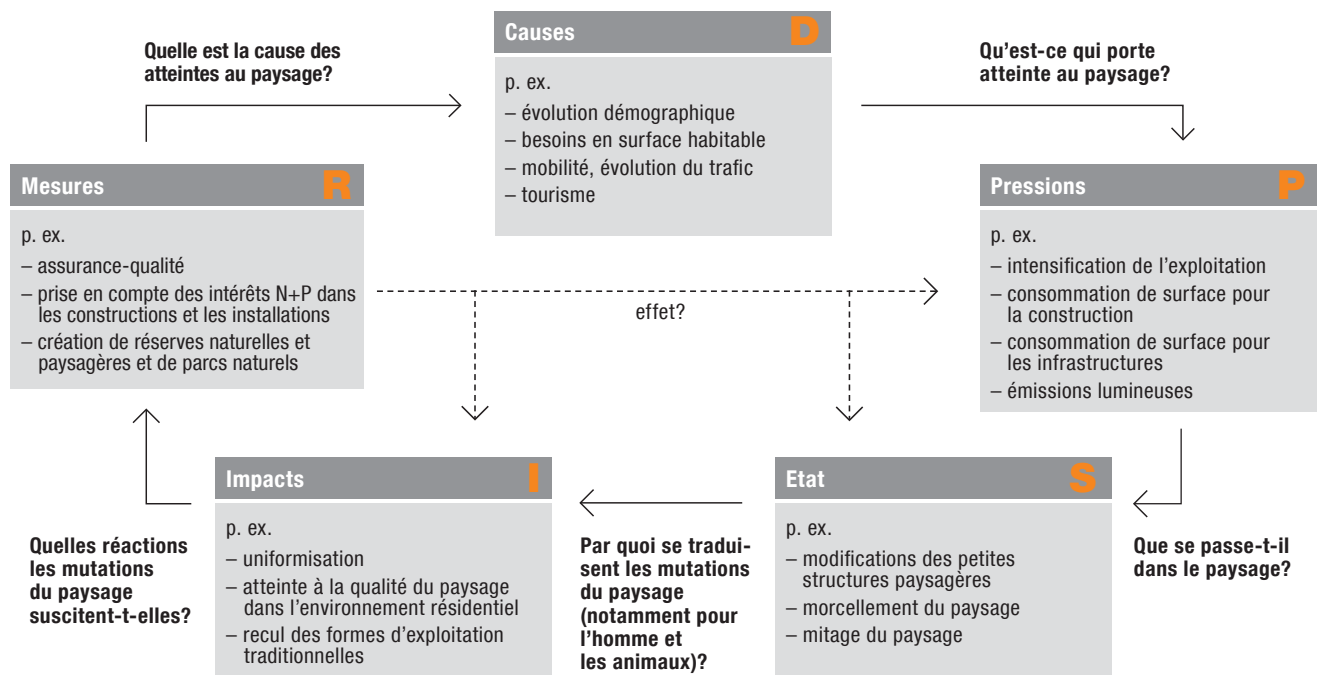 Quelle est la cause des
atteintes au paysage?
Causes D
p. ex.
– évolution démographique
– besoins en surface habitable
– mobilité, évolution du trafic
– tourisme
Qu'est-ce qui porte
atteinte au paysage?
Mesures R
p. ex.
– assurance-qualité
– prise en compte des intérêts N+P dans
les constructions et les installations
– création de réserves naturelles et
paysagères et de parcs naturels
effet?
Pressions P
p. ex.
– intensification de l'exploitation
– consommation de surface pour
la construction
– consommation de surface pour
les infrastructures
– émissions lumineuses
Quelles réactions
les mutations
du paysage
suscitent-t-elles?
Impacts I
p. ex.
– uniformisation
– atteinte à la qualité du paysage
dans l'environnement résidentiel
– recul des formes d'exploitation
traditionnelles
Par quoi se tradui-
sent les mutations
du paysage
(notamment pour
l'homme et
les animaux)?
Etat S
p. ex.
– modifications des petites
structures paysagères
– morcellement du paysage
– mitage du paysage
Que se passe-t-il
dans le paysage?